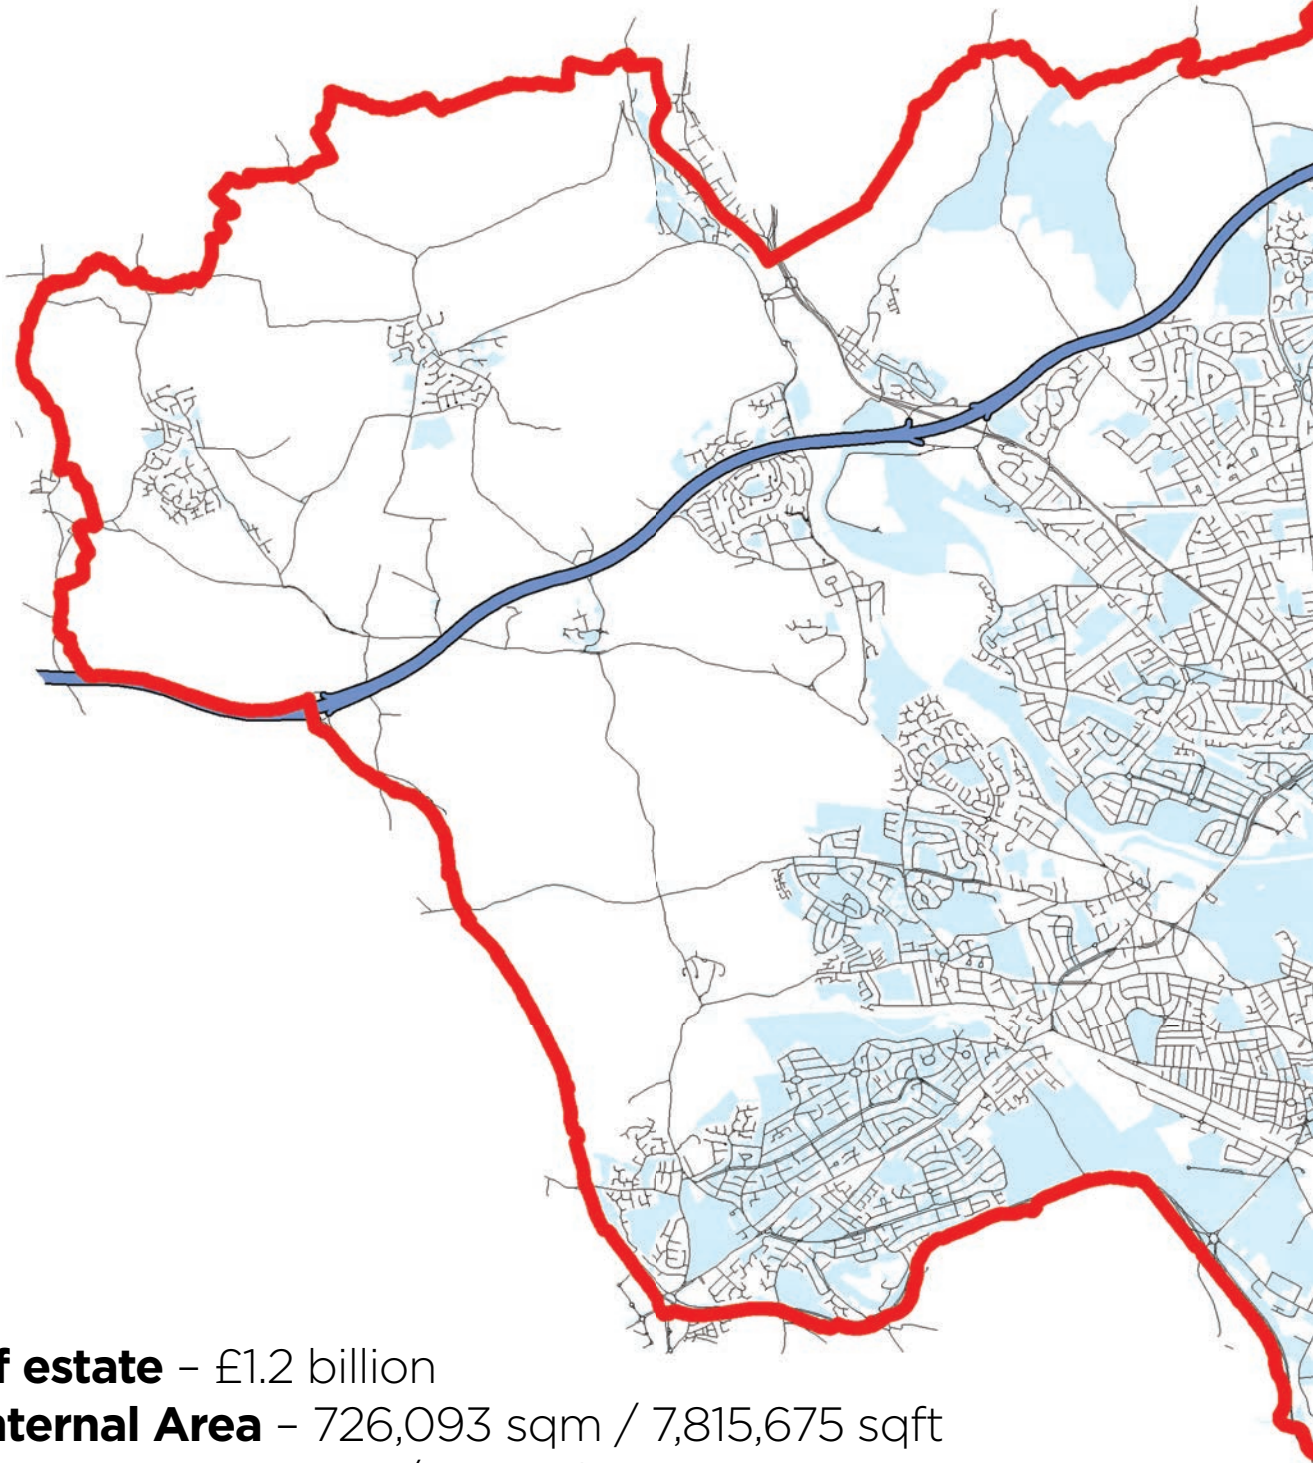 f estate – £1.2 billion
nternal Area – 726,093 sqm / 7,815,675 sqft